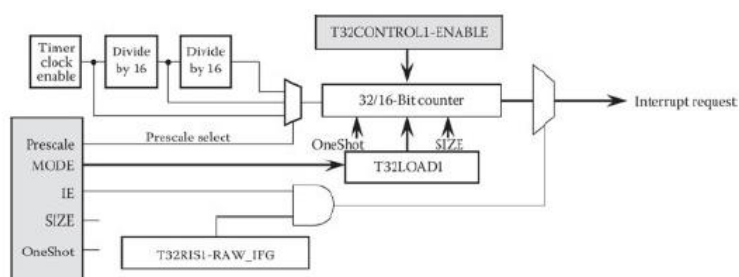 T32CONTROL1-ENABLE
Timer
clock
enable
Divide
by 16
Divide
by 16
32/16-Bit counter
Interrupt request
Prescale
Prescale select
OneShot
SIZE
MODE
T32LOAD1
IE
SIZE
OneShot
T32RIS1-RAW_IFG